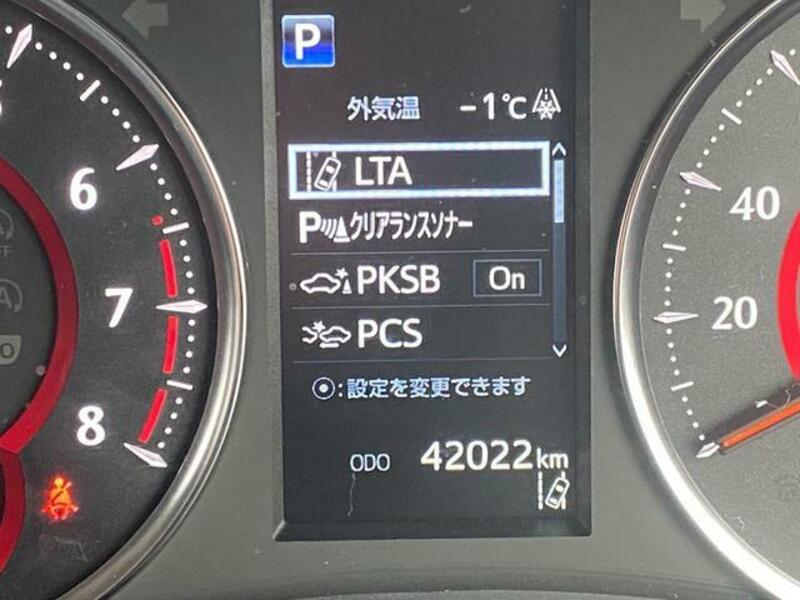 P
外気温 -1℃
LTA
P クリアランスソナー
PKSB On
PCS
:設定を変更できます
ODO 42022km
6
7
8
40
20